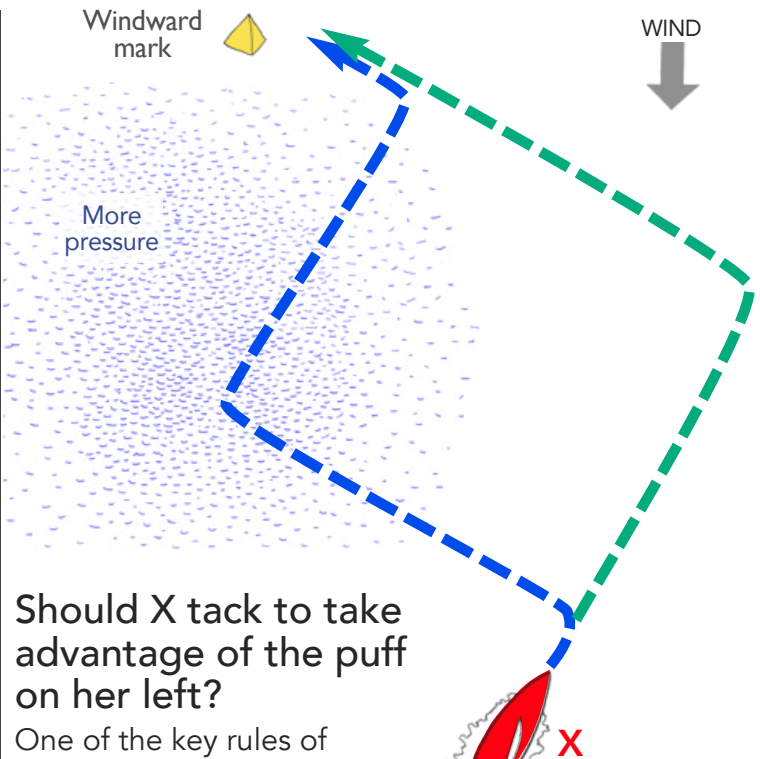 Windward
mark
WIND
More
pressure
Should X tack to take
advantage of the puff
on her left?
One of the key rules of
X